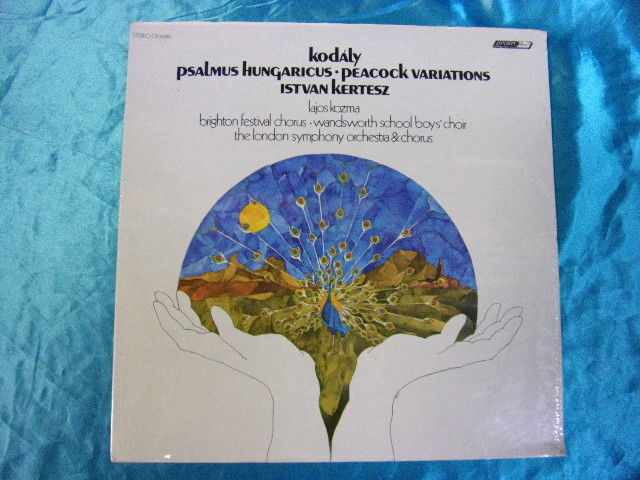 kodály
psalmus hungaricus • peacock variations
istvan kertesz
lajos kozma
brighton festival chorus • wandsworth school boys' choir
the london symphony orchestra & chorus
LONDON